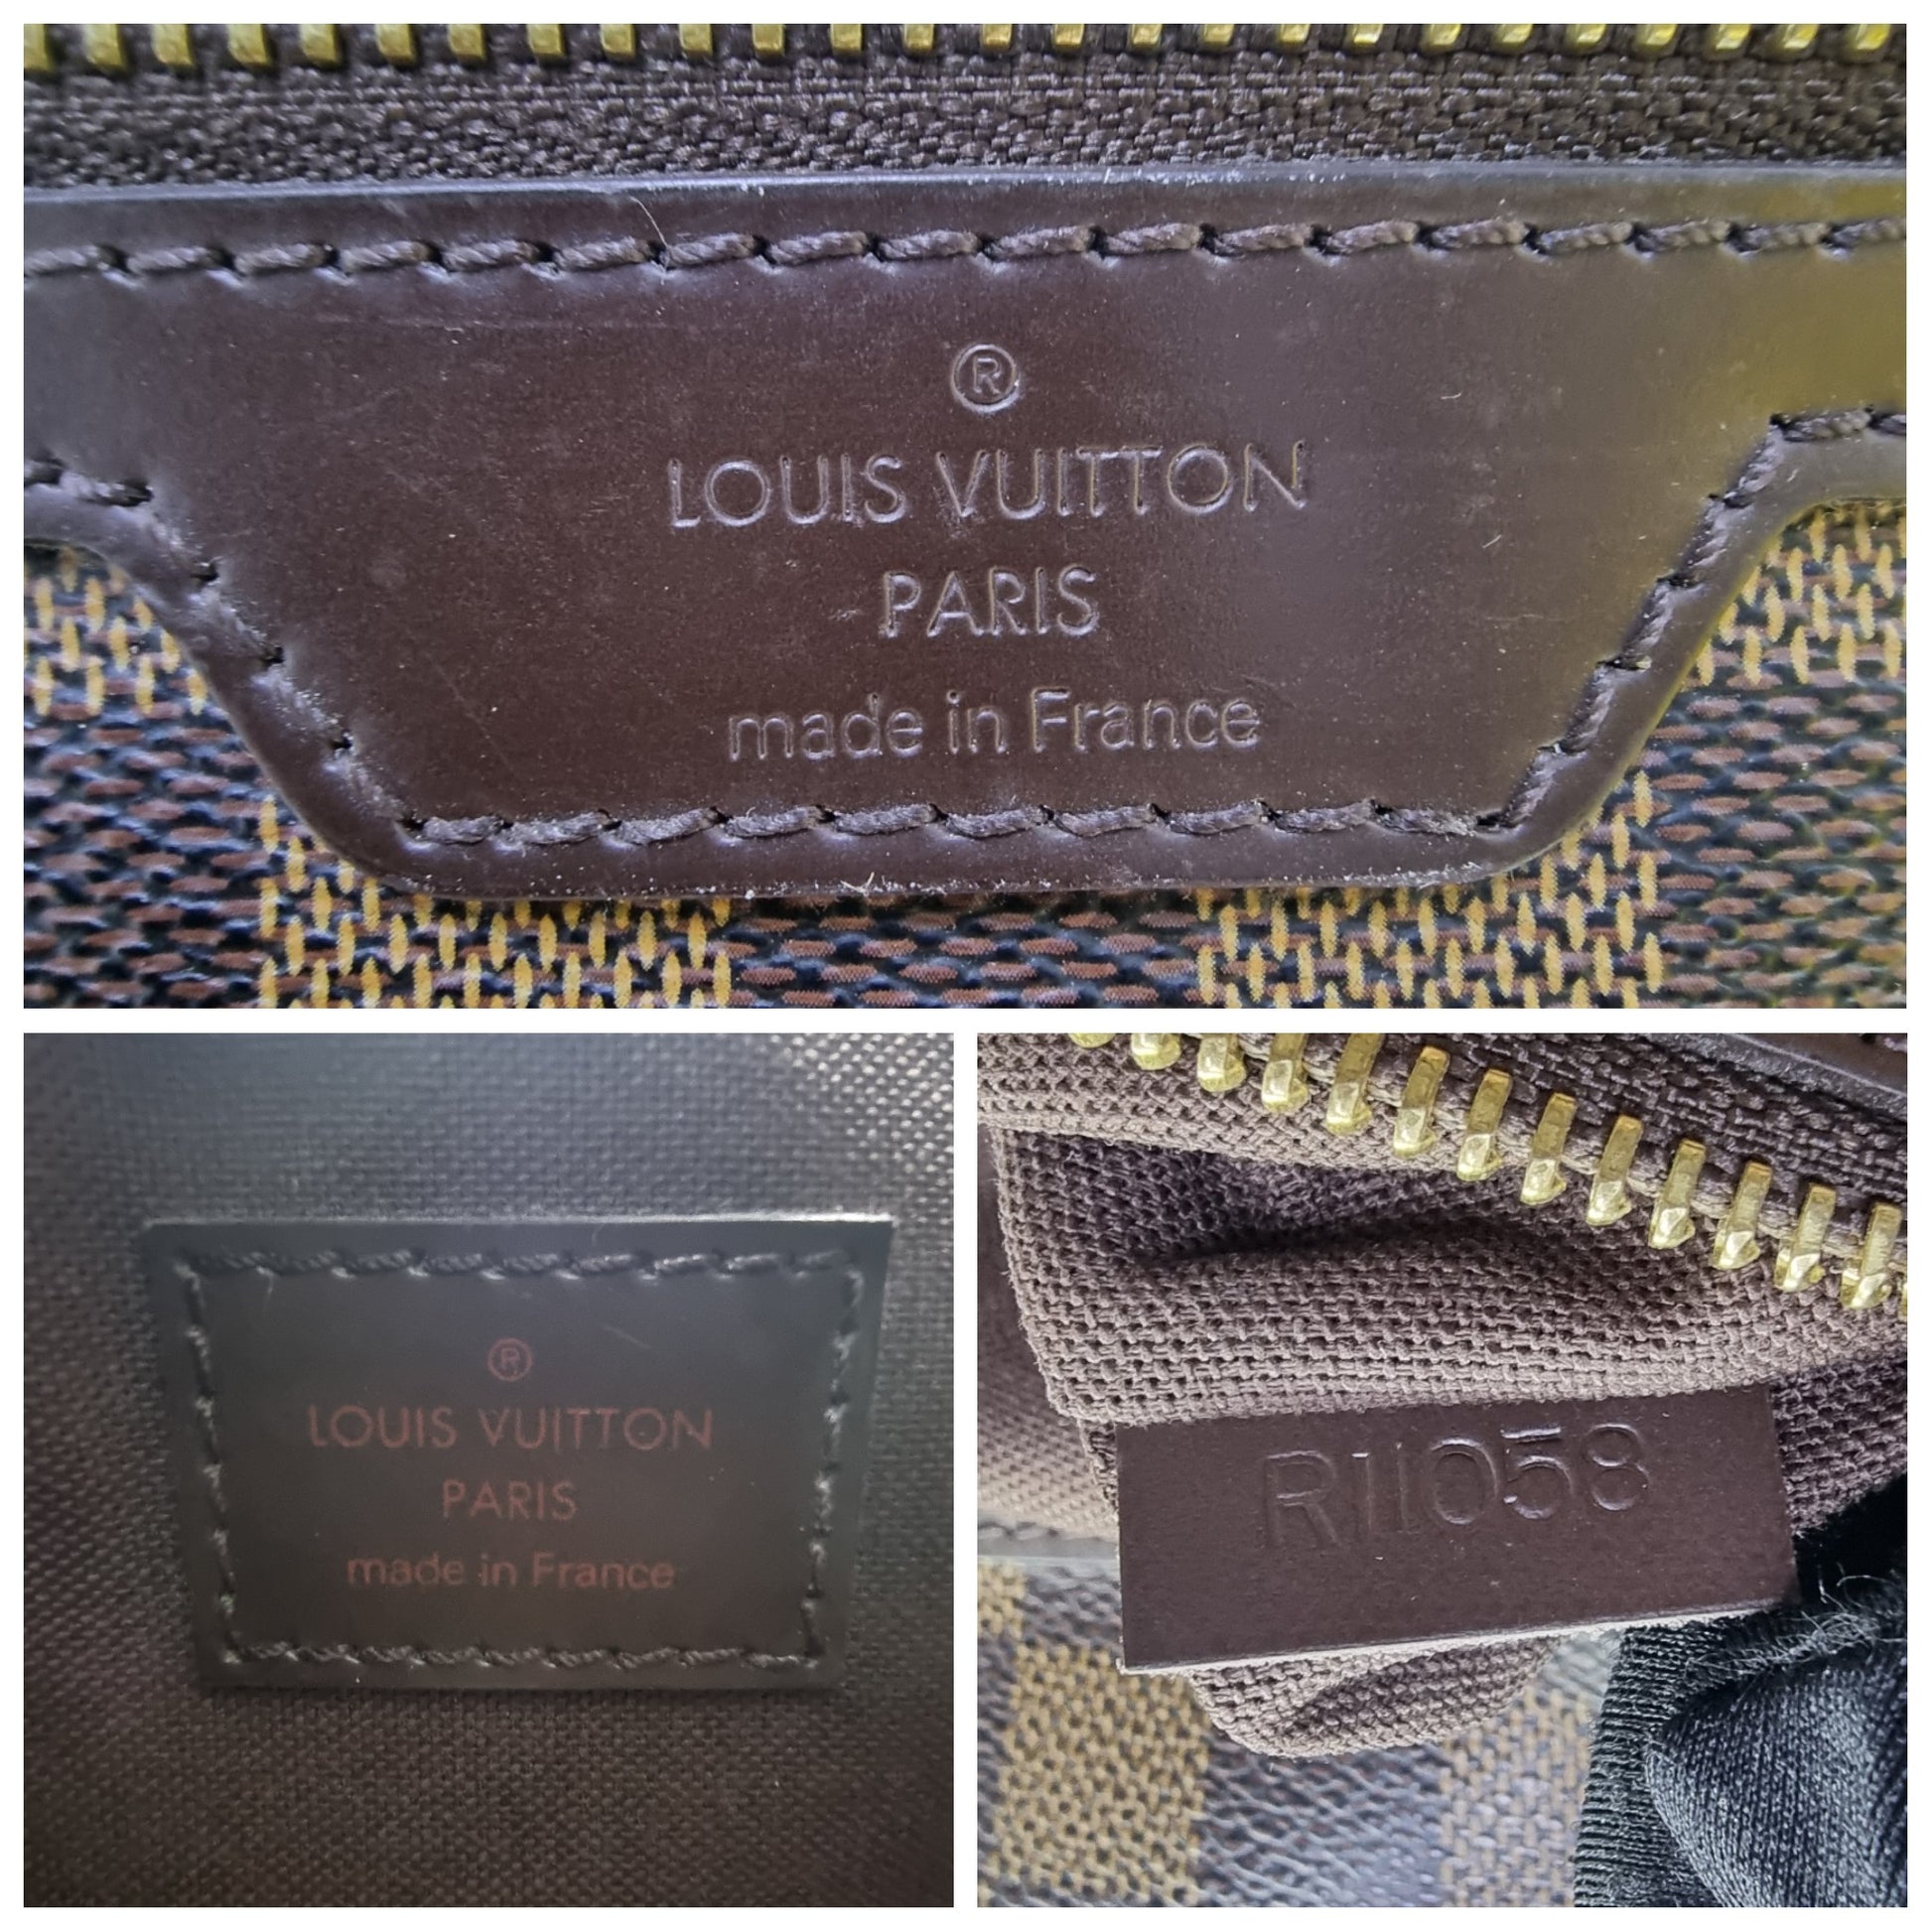 ®
LOUIS VUITTON
PARIS
made in France
®
LOUIS VUITTON
PARIS
made in France
RI1058